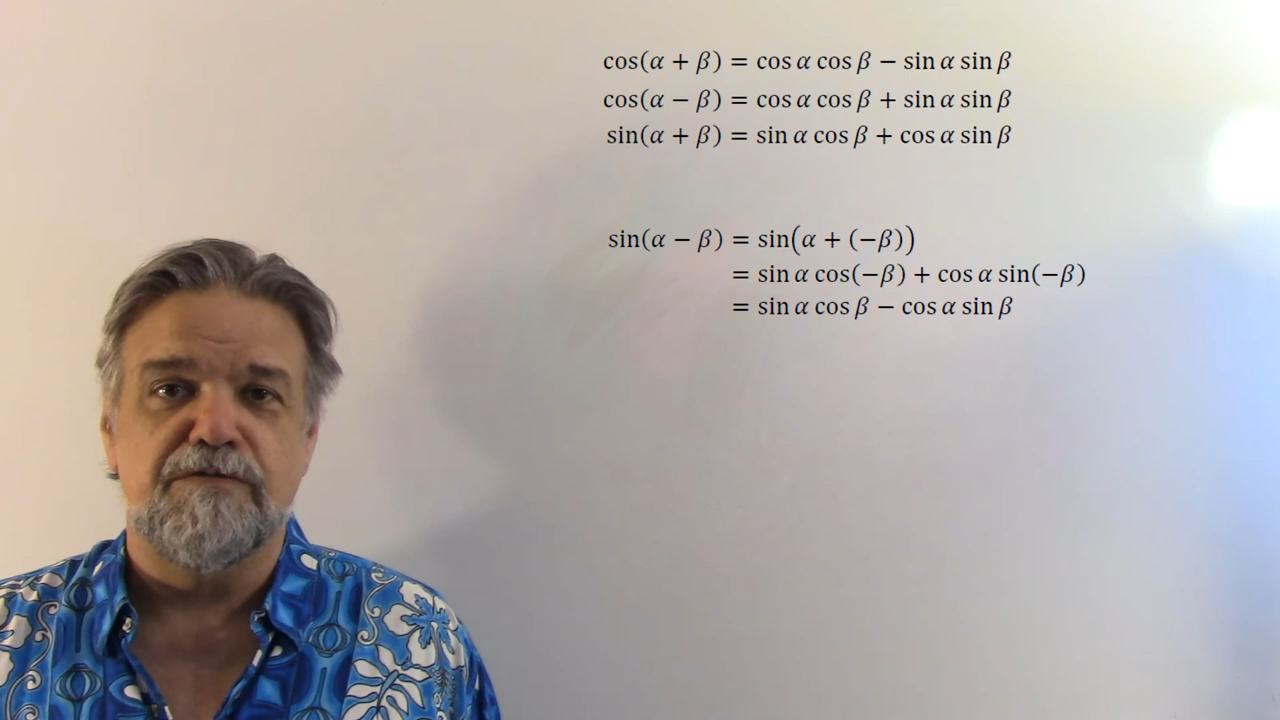 cos(α + β) = cos α cos β − sin α sin β
cos(α − β) = cos α cos β + sin α sin β
sin(α + β) = sin α cos β + cos α sin β
sin(α − β) = sin(α + (−β))
= sin α cos(−β) + cos α sin(−β)
= sin α cos β − cos α sin β